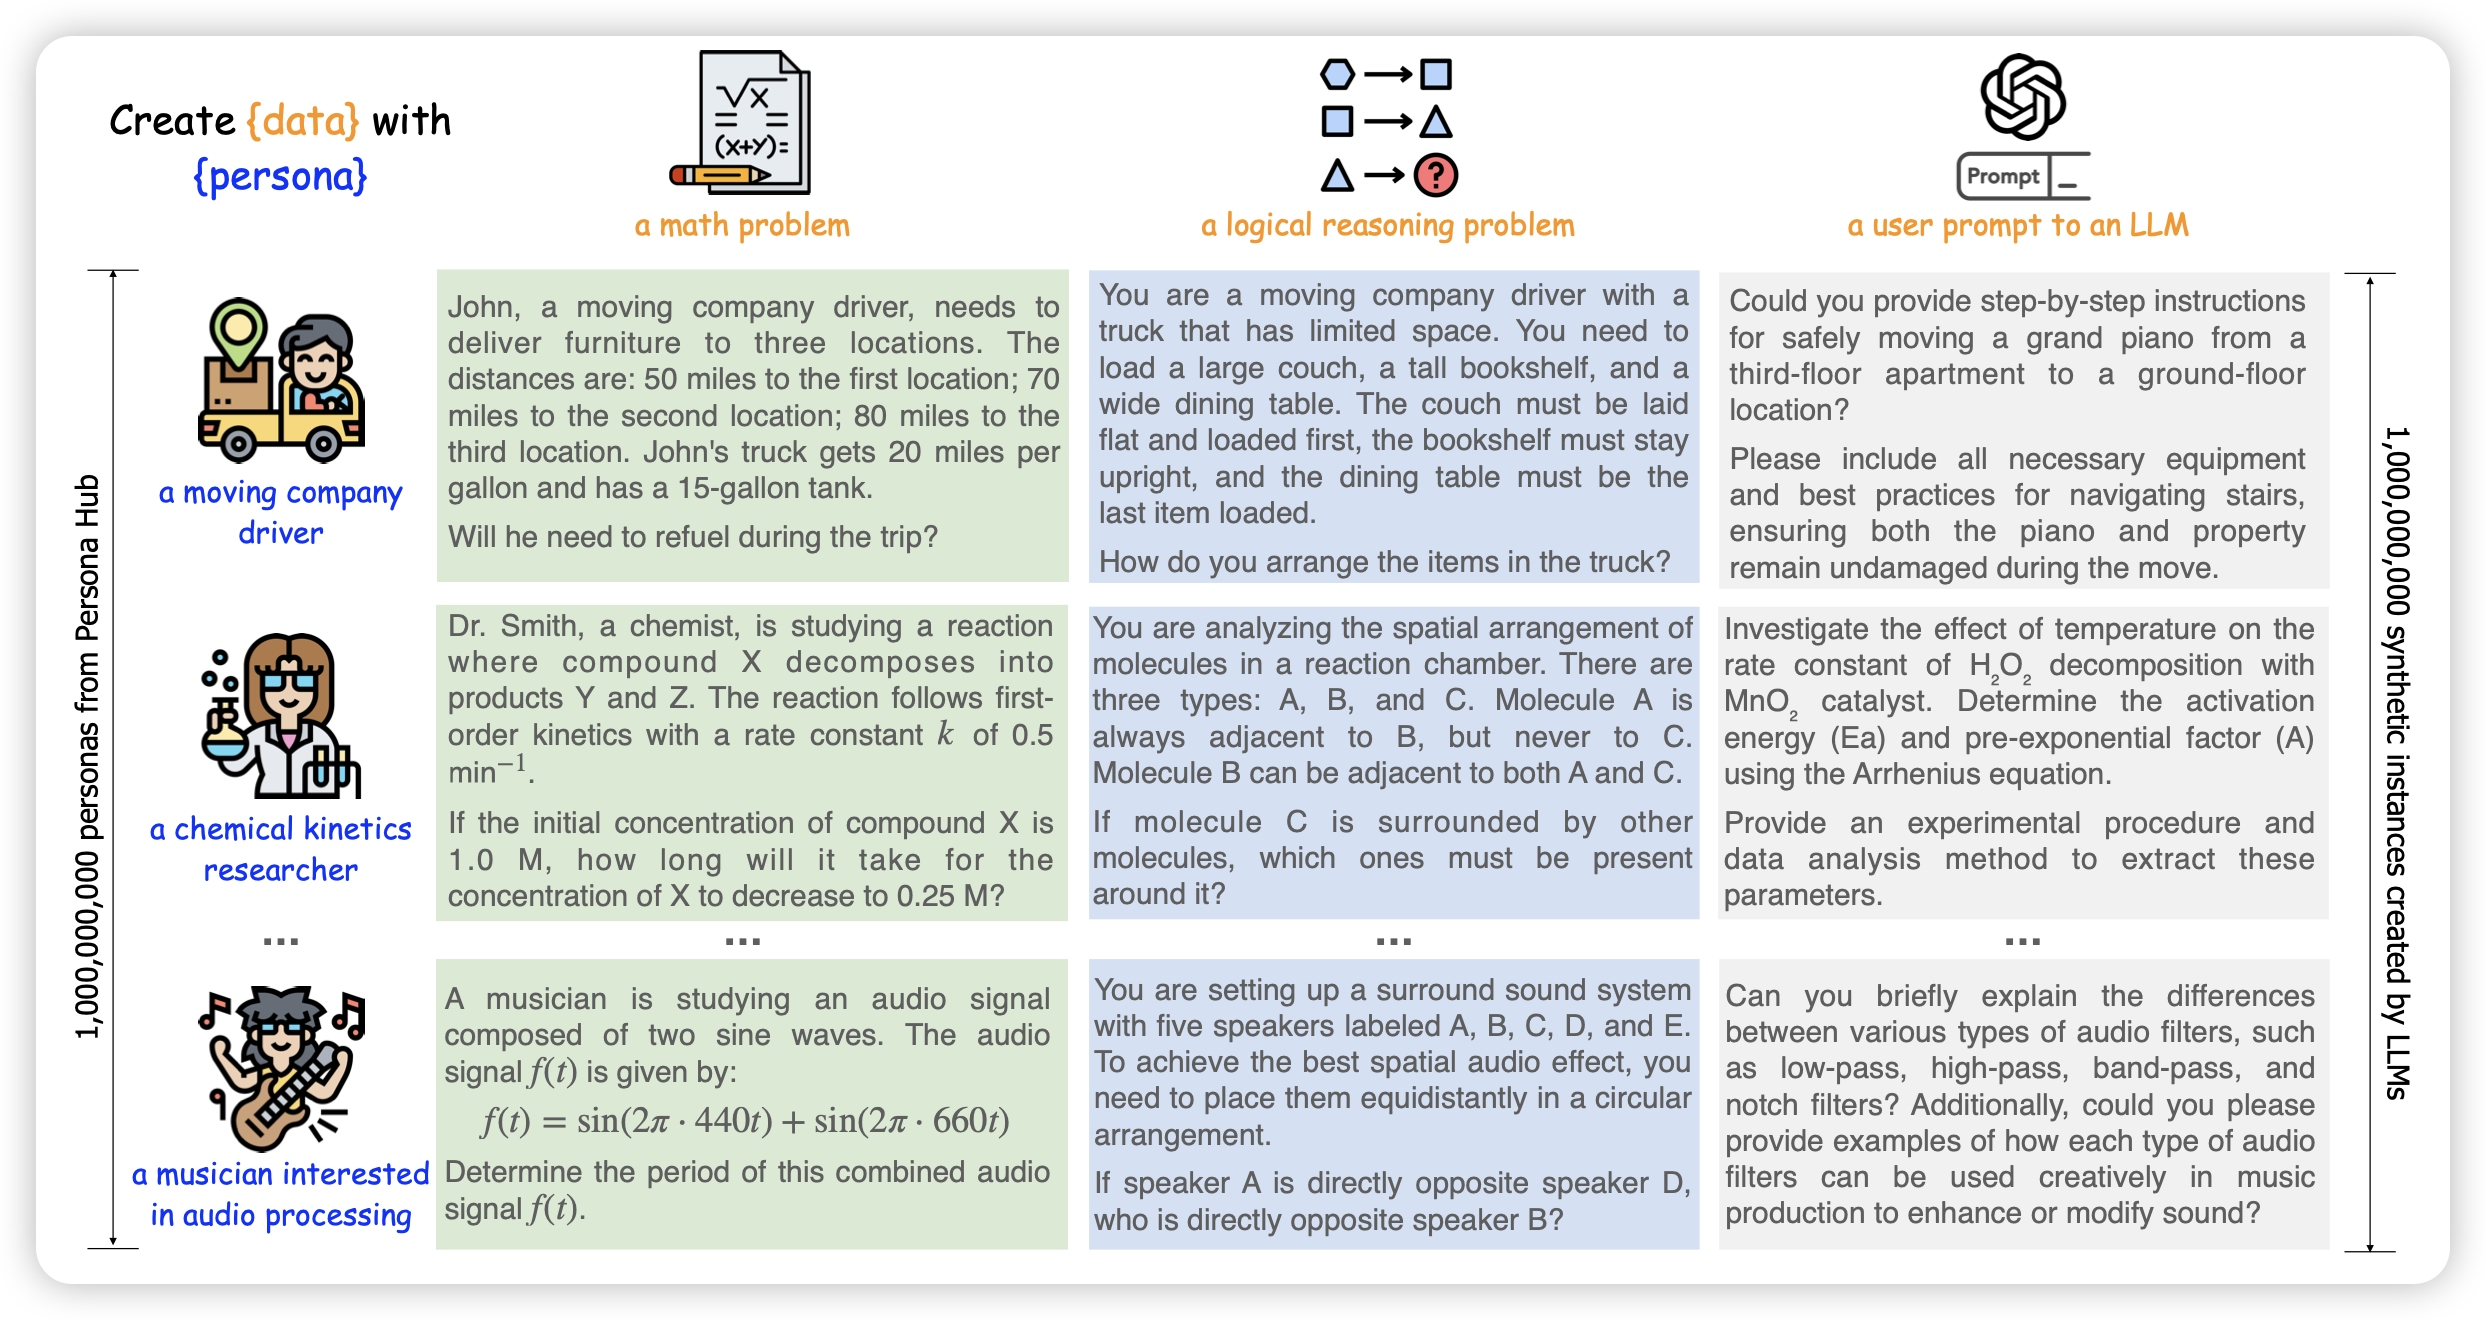 Create {data} with
{persona}
√x
= =
(x+y)=
a math problem
?
a logical reasoning problem
Prompt _
a user prompt to an LLM
1,000,000,000 personas from Persona Hub
a moving company
driver
John, a moving company driver, needs to
deliver furniture to three locations. The
distances are: 50 miles to the first location; 70
miles to the second location; 80 miles to the
third location. John's truck gets 20 miles per
gallon and has a 15-gallon tank.
Will he need to refuel during the trip?
You are a moving company driver with a
truck that has limited space. You need to
load a large couch, a tall bookshelf, and a
wide dining table. The couch must be laid
flat and loaded first, the bookshelf must stay
upright, and the dining table must be the
last item loaded.
How do you arrange the items in the truck?
Could you provide step-by-step instructions
for safely moving a grand piano from a
third-floor apartment to a ground-floor
location?
Please include all necessary equipment
and best practices for navigating stairs,
ensuring both the piano and property
remain undamaged during the move.
a chemical kinetics
researcher
Dr. Smith, a chemist, is studying a reaction
where compound X decomposes into
products Y and Z. The reaction follows first-
order kinetics with a rate constant k of 0.5
min⁻¹.
If the initial concentration of compound X is
1.0 M, how long will it take for the
concentration of X to decrease to 0.25 M?
You are analyzing the spatial arrangement of
molecules in a reaction chamber. There are
three types: A, B, and C. Molecule A is
always adjacent to B, but never to C.
Molecule B can be adjacent to both A and C.
If molecule C is surrounded by other
molecules, which ones must be present
around it?
Investigate the effect of temperature on the
rate constant of H₂O₂ decomposition with
MnO₂ catalyst. Determine the activation
energy (Ea) and pre-exponential factor (A)
using the Arrhenius equation.
Provide an experimental procedure and
data analysis method to extract these
parameters.
... ... ... ...
a musician interested
in audio processing
A musician is studying an audio signal
composed of two sine waves. The audio
signal f(t) is given by:
f(t) = sin(2π · 440t) + sin(2π · 660t)
Determine the period of this combined audio
signal f(t).
You are setting up a surround sound system
with five speakers labeled A, B, C, D, and E.
To achieve the best spatial audio effect, you
need to place them equidistantly in a circular
arrangement.
If speaker A is directly opposite speaker D,
who is directly opposite speaker B?
Can you briefly explain the differences
between various types of audio filters, such
as low-pass, high-pass, band-pass, and
notch filters? Additionally, could you please
provide examples of how each type of audio
filters can be used creatively in music
production to enhance or modify sound?
1,000,000,000 synthetic instances created by LLMs